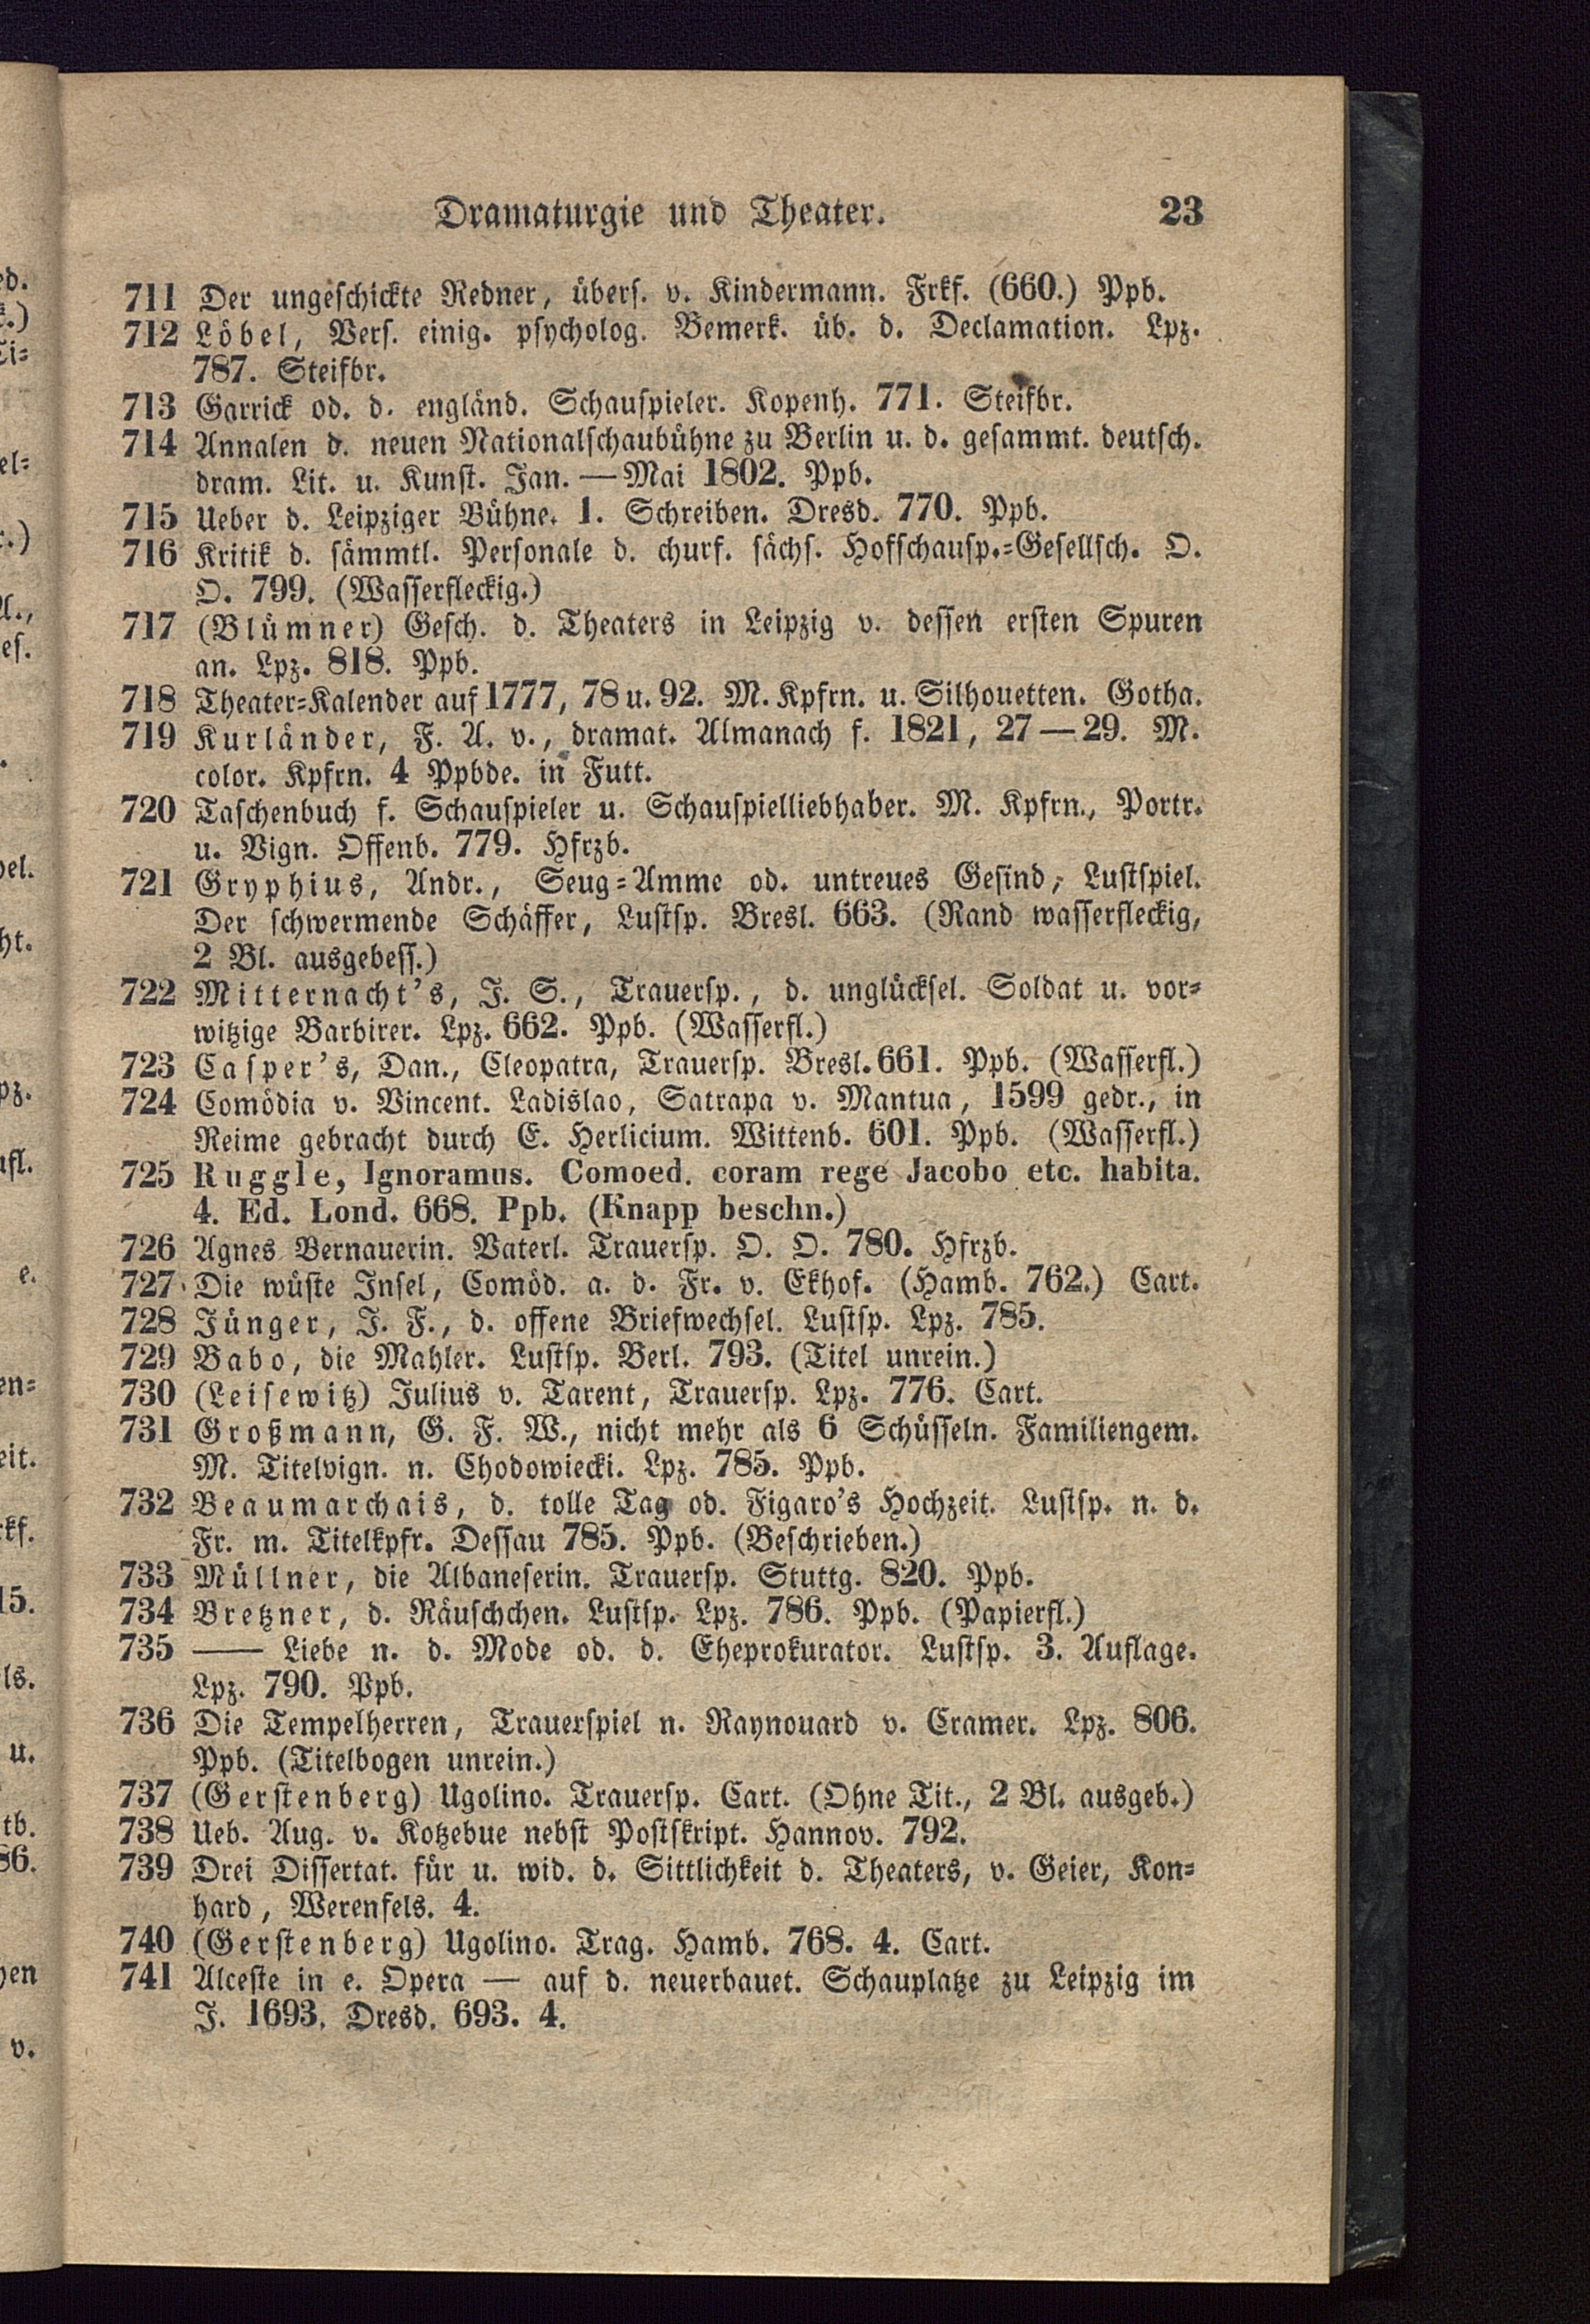 Dramaturgie und Theater. 23
711 Der ungeschickte Redner, übers. v. Kindermann. Frkf. (660.) Ppb.
712 Löbel, Vers. einig. psycholog. Bemerk. üb. d. Declamation. Lpz.
787. Steifbr.
713 Garrick od. d. engländ. Schauspieler. Kopenh. 771. Steifbr.
714 Annalen d. neuen Nationalschaubühne zu Berlin u. d. gesammt. deutsch.
dram. Lit. u. Kunst. Jan. — Mai 1802. Ppb.
715 Ueber d. Leipziger Bühne. 1. Schreiben. Dresd. 770. Ppb.
716 Kritik d. sämmtl. Personale d. churf. sächs. Hofschausp.-Gesellsch. O.
O. 799. (Wasserfleckig.)
717 (Blümner) Gesch. d. Theaters in Leipzig v. dessen ersten Spuren
an. Lpz. 818. Ppb.
718 Theater-Kalender auf 1777, 78 u. 92. M. Kpfrn. u. Silhouetten. Gotha.
719 Kurländer, F. A. v., dramat. Almanach f. 1821, 27 — 29. M.
color. Kpfrn. 4 Ppbde. in Futt.
720 Taschenbuch f. Schauspieler u. Schauspielliebhaber. M. Kpfrn., Portr.
u. Vign. Offenb. 779. Hfrzb.
721 Gryphius, Andr., Seug-Amme od. untreues Gesind, Lustspiel.
Der schwermende Schäffer, Lustsp. Bresl. 663. (Rand wasserfleckig,
2 Bl. ausgebess.)
722 Mitternacht's, J. S., Trauersp., d. unglücksel. Soldat u. vor-
witzige Barbirer. Lpz. 662. Ppb. (Wasserfl.)
723 Casper's, Dan., Cleopatra, Trauersp. Bresl. 661. Ppb. (Wasserfl.)
724 Comödia v. Vincent. Ladislao, Satrapa v. Mantua, 1599 gedr., in
Reime gebracht durch E. Herlicium. Wittenb. 601. Ppb. (Wasserfl.)
725 Ruggle, Ignoramus. Comoed. coram rege Jacobo etc. habita.
4. Ed. Lond. 668. Ppb. (Knapp beschn.)
726 Agnes Bernauerin. Vaterl. Trauersp. O. O. 780. Hfrzb.
727 Die wüste Insel, Comöd. a. d. Fr. v. Ekhof. (Hamb. 762.) Cart.
728 Jünger, J. F., d. offene Briefwechsel. Lustsp. Lpz. 785.
729 Babo, die Mahler. Lustsp. Berl. 793. (Titel unrein.)
730 (Leisewitz) Julius v. Tarent, Trauersp. Lpz. 776. Cart.
731 Großmann, G. F. W., nicht mehr als 6 Schüsseln. Familiengem.
M. Titelvign. n. Chodowiecki. Lpz. 785. Ppb.
732 Beaumarchais, d. tolle Tag od. Figaro's Hochzeit. Lustsp. n. d.
Fr. m. Titelkpfr. Dessau 785. Ppb. (Beschrieben.)
733 Müllner, die Albaneserin. Trauersp. Stuttg. 820. Ppb.
734 Bretzner, d. Räuschchen. Lustsp. Lpz. 786. Ppb. (Papierfl.)
735 —— Liebe n. d. Mode od. d. Eheprokurator. Lustsp. 3. Auflage.
Lpz. 790. Ppb.
736 Die Tempelherren, Trauerspiel n. Raynouard v. Cramer. Lpz. 806.
Ppb. (Titelbogen unrein.)
737 (Gerstenberg) Ugolino. Trauersp. Cart. (Ohne Tit., 2 Bl. ausgeb.)
738 Ueb. Aug. v. Kotzebue nebst Postskript. Hannov. 792.
739 Drei Dissertat. für u. wid. d. Sittlichkeit d. Theaters, v. Geier, Kon-
hard, Werenfels. 4.
740 (Gerstenberg) Ugolino. Trag. Hamb. 768. 4. Cart.
741 Alceste in e. Opera — auf d. neuerbauet. Schauplatze zu Leipzig im
J. 1693. Dresd. 693. 4.